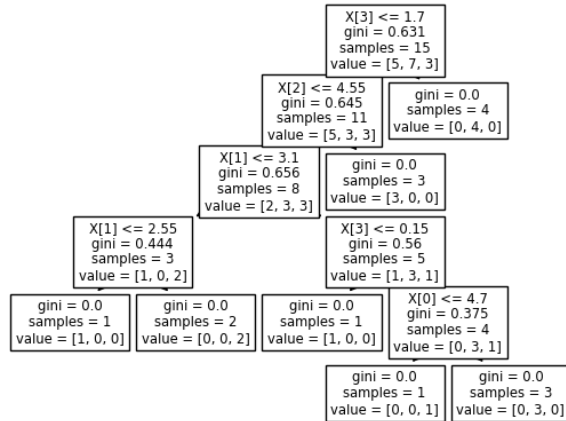 X[3] <= 1.7
gini = 0.631
samples = 15
value = [5, 7, 3]
X[2] <= 4.55
gini = 0.645
samples = 11
value = [5, 3, 3]
gini = 0.0
samples = 4
value = [0, 4, 0]
X[1] <= 3.1
gini = 0.656
samples = 8
value = [2, 3, 3]
gini = 0.0
samples = 3
value = [3, 0, 0]
X[1] <= 2.55
gini = 0.444
samples = 3
value = [1, 0, 2]
X[3] <= 0.15
gini = 0.56
samples = 5
value = [1, 3, 1]
gini = 0.0
samples = 1
value = [1, 0, 0]
gini = 0.0
samples = 2
value = [0, 0, 2]
gini = 0.0
samples = 1
value = [1, 0, 0]
X[0] <= 4.7
gini = 0.375
samples = 4
value = [0, 3, 1]
gini = 0.0
samples = 1
value = [0, 0, 1]
gini = 0.0
samples = 3
value = [0, 3, 0]